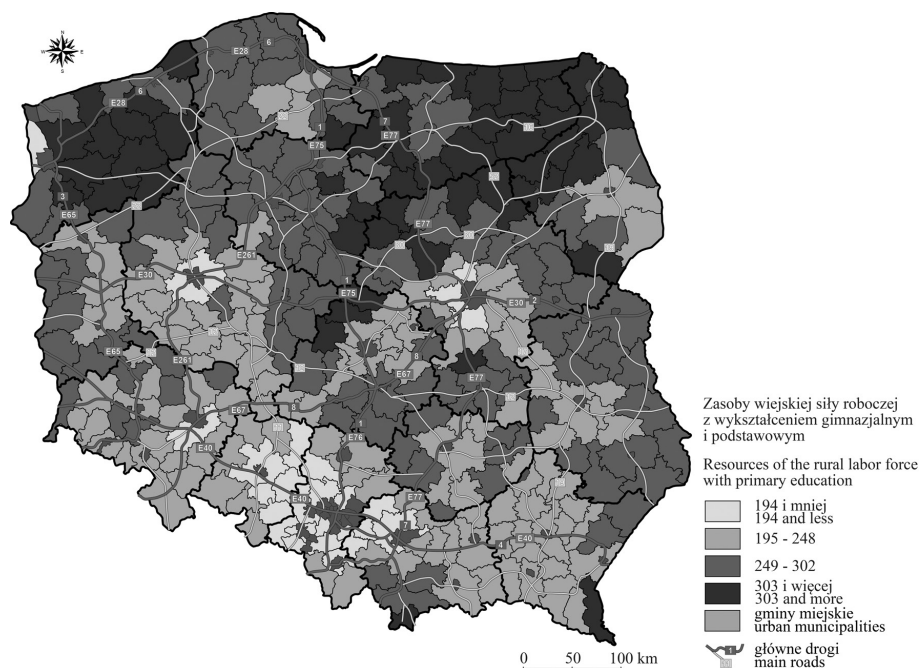 N
W E
S
6
E28
6
E28
1
E75
7
E77
3
E65
E77
E261
E30
1
E75
E30
2
8
E65
E261
E67
E77
E67
8
1
E76
E40
E40
E77
7
4
E40
Zasoby wiejskiej siły roboczej
z wykształceniem gimnazjalnym
i podstawowym
Resources of the rural labor force
with primary education
194 i mniej
194 and less
195 - 248
249 - 302
303 i więcej
303 and more
gminy miejskie
urban municipalities
1
główne drogi
main roads
0 50 100 km